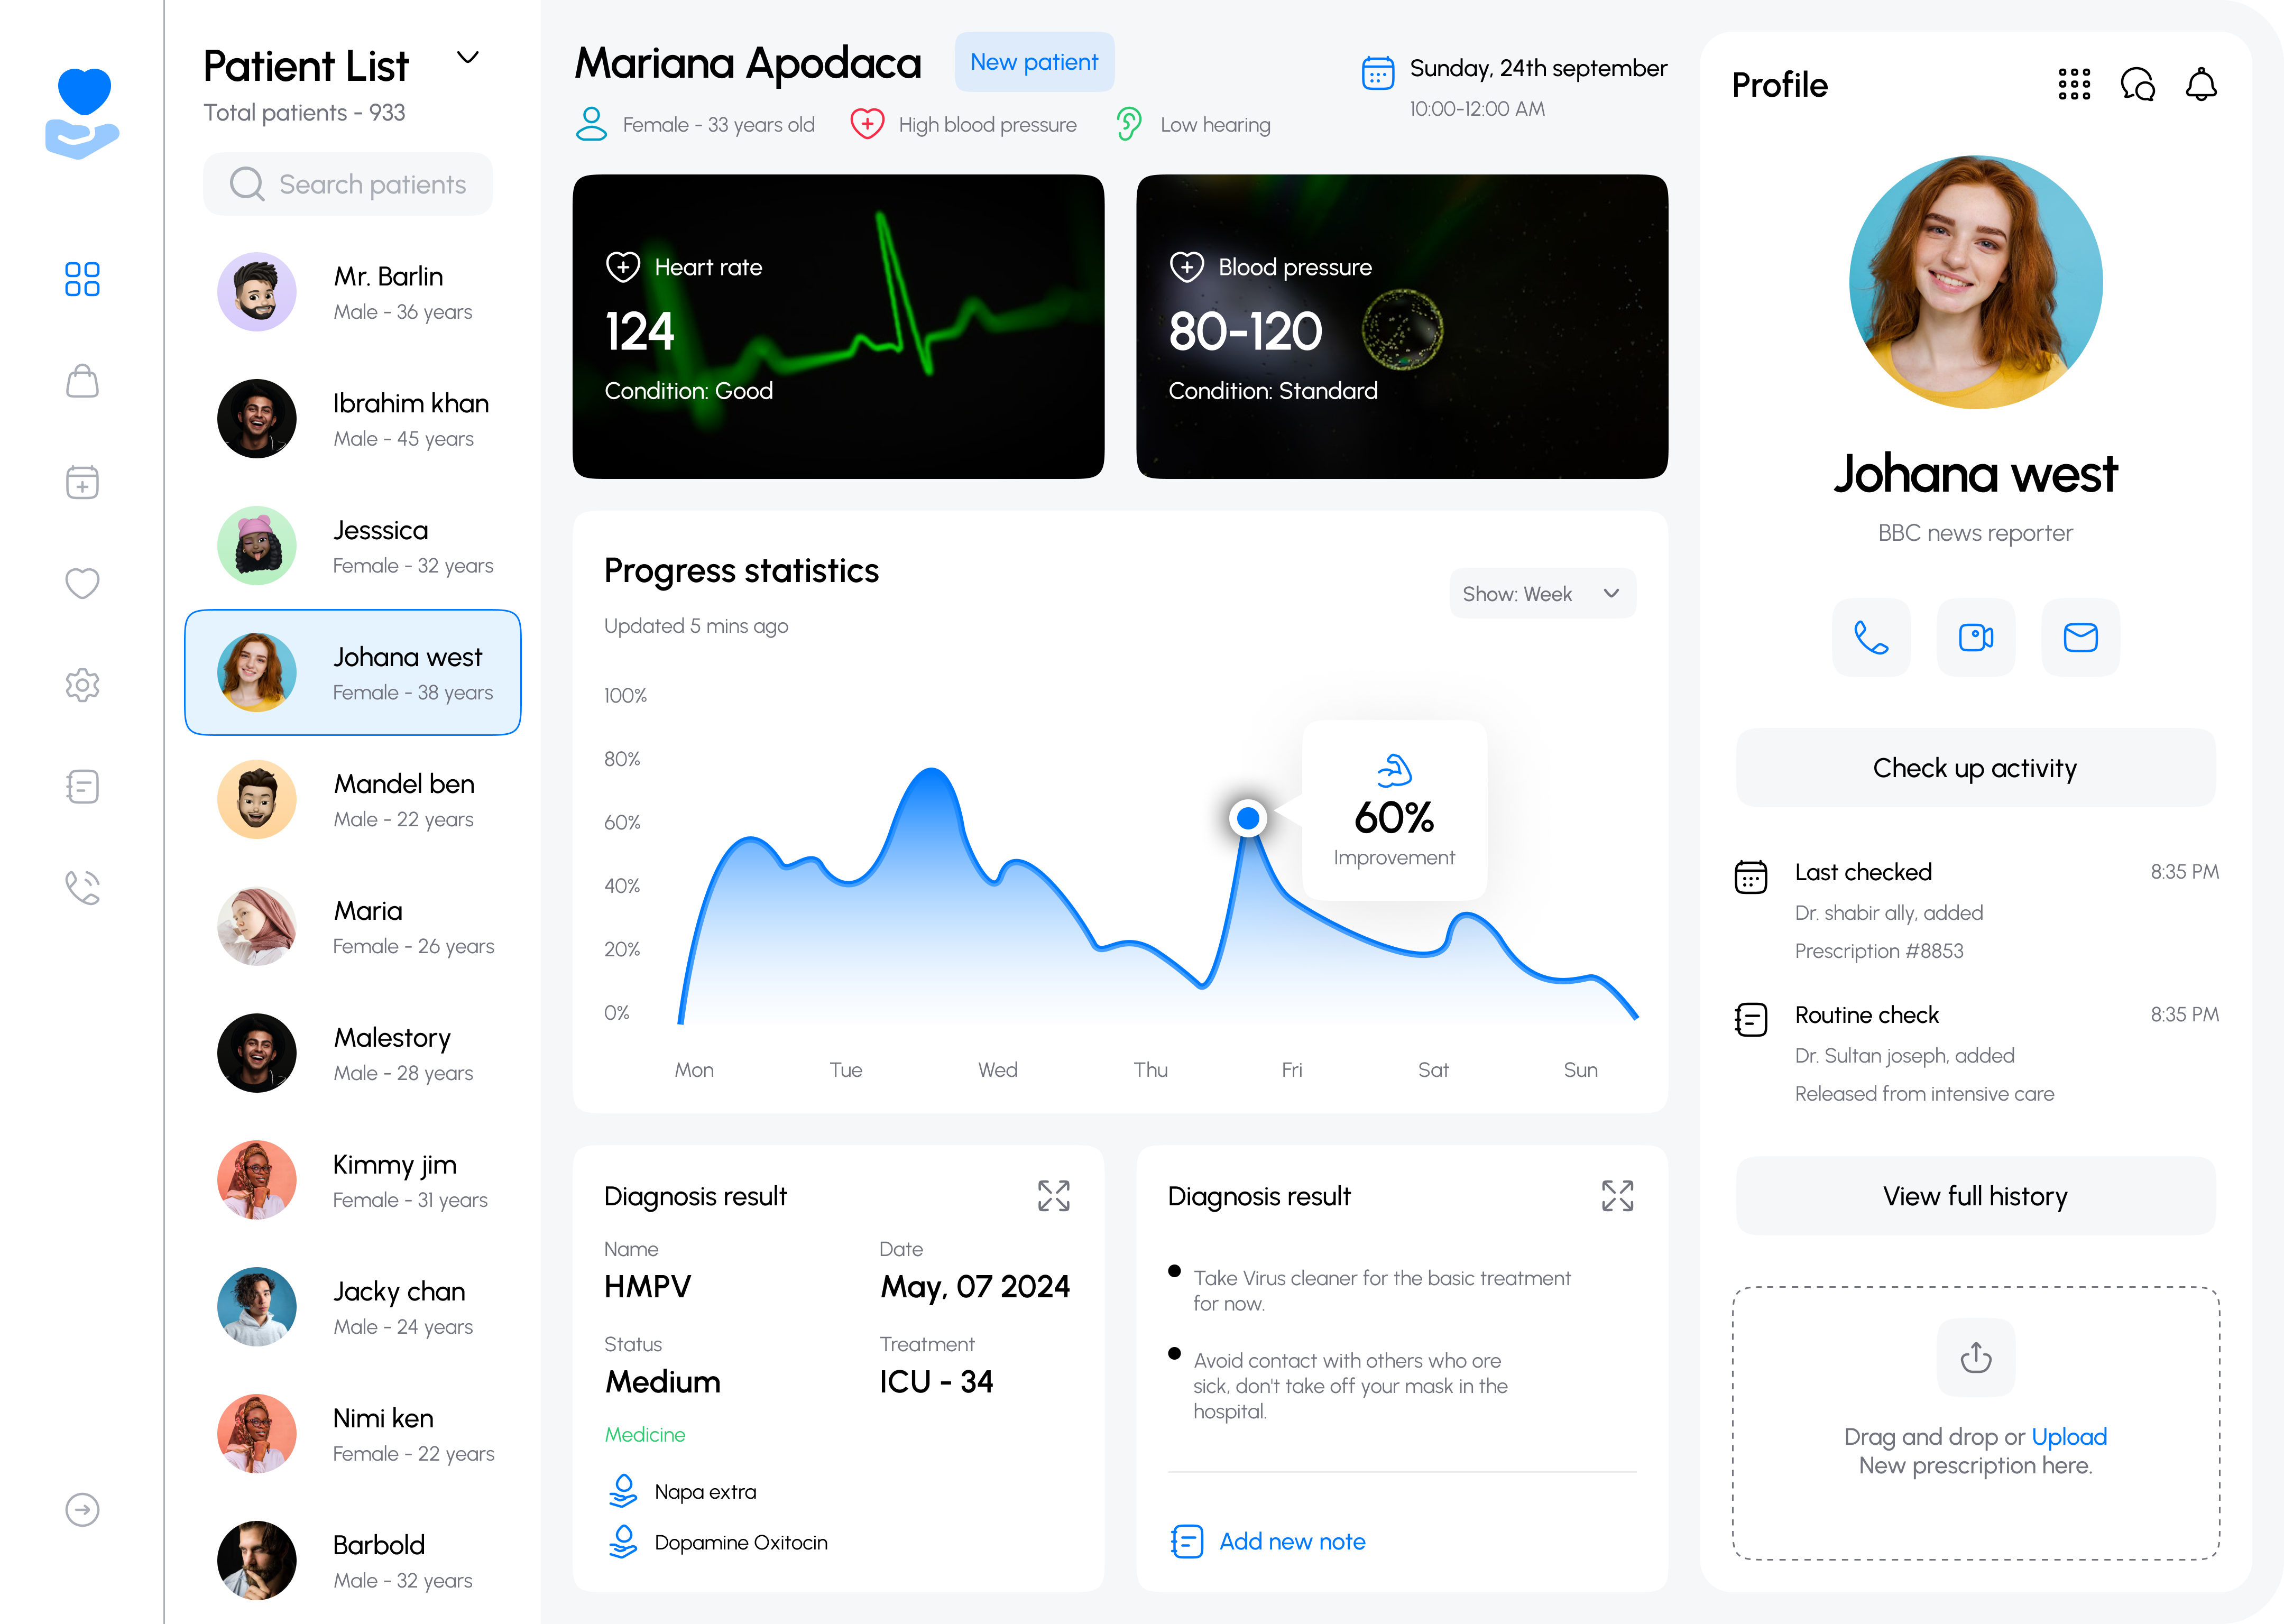 Patient List
Total patients - 933
Search patients
Mr. Barlin
Male - 36 years
Ibrahim khan
Male - 45 years
Jesssica
Female - 32 years
Johana west
Female - 38 years
Mandel ben
Male - 22 years
Maria
Female - 26 years
Malestory
Male - 28 years
Kimmy jim
Female - 31 years
Jacky chan
Male - 24 years
Nimi ken
Female - 22 years
Barbold
Male - 32 years
Mariana Apodaca
New patient
Female - 33 years old
High blood pressure
Low hearing
Sunday, 24th september
10:00-12:00 AM
Heart rate
124
Condition: Good
Blood pressure
80-120
Condition: Standard
Progress statistics
Updated 5 mins ago
Show: Week
100%
80%
60%
40%
20%
0%
60%
Improvement
Mon
Tue
Wed
Thu
Fri
Sat
Sun
Diagnosis result
Name
HMPV
Date
May, 07 2024
Status
Medium
Treatment
ICU - 34
Medicine
Napa extra
Dopamine Oxitocin
Diagnosis result
Take Virus cleaner for the basic treatment
for now.
Avoid contact with others who ore
sick, don't take off your mask in the
hospital.
Add new note
Profile
Johana west
BBC news reporter
Check up activity
Last checked
8:35 PM
Dr. shabir ally, added
Prescription #8853
Routine check
8:35 PM
Dr. Sultan joseph, added
Released from intensive care
View full history
Drag and drop or Upload
New prescription here.